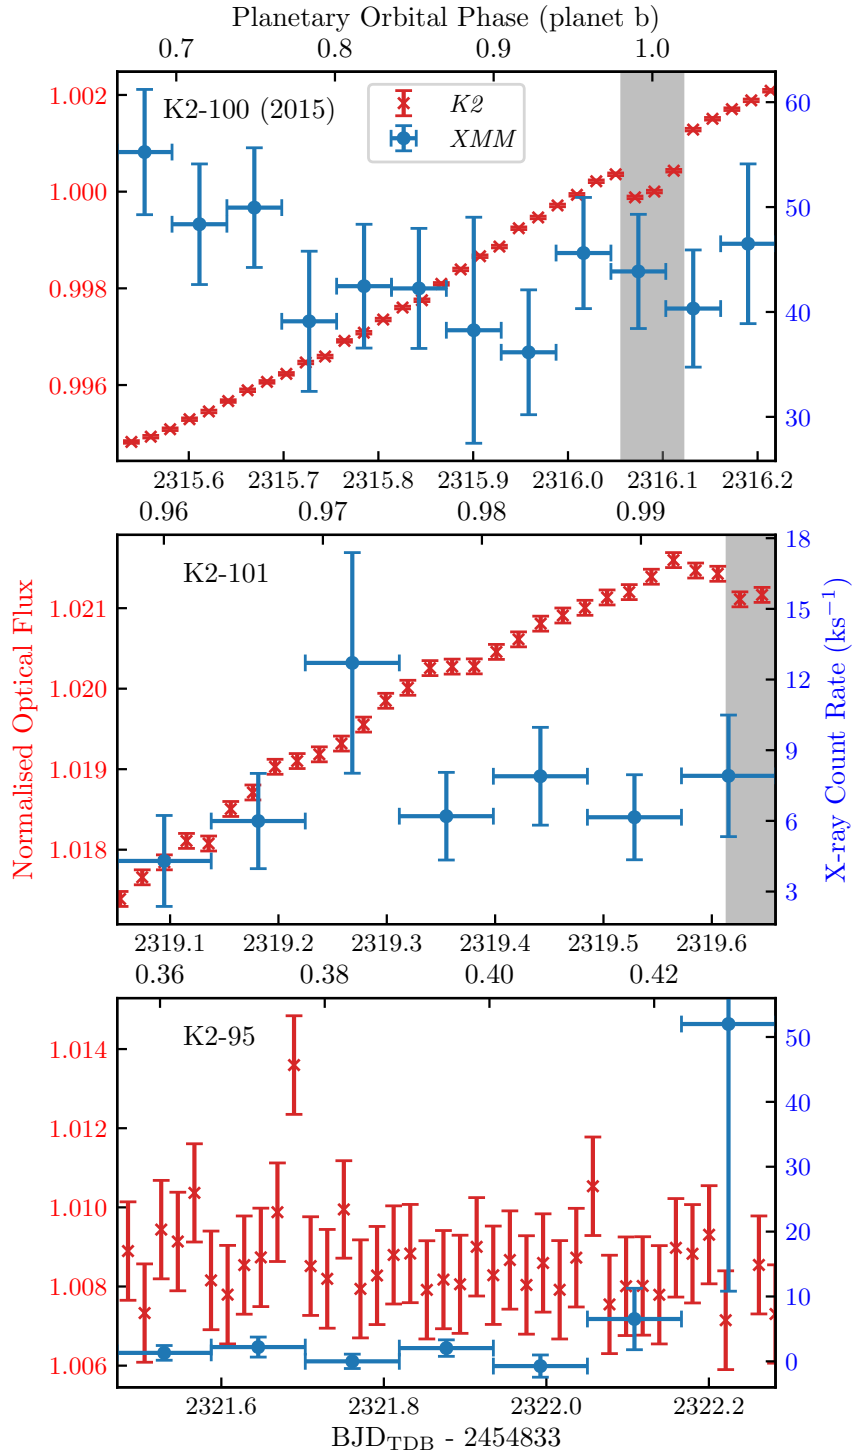 Planetary Orbital Phase (planet b)
0.7 0.8 0.9 1.0
K2-100 (2015)
K2
XMM
1.002
1.000
0.998
0.996
60
50
40
30
2315.6 2315.7 2315.8 2315.9 2316.0 2316.1 2316.2
0.96 0.97 0.98 0.99
K2-101
Normalised Optical Flux
1.021
1.020
1.019
1.018
18
15
12
9
6
3
X-ray Count Rate (ks⁻¹)
2319.1 2319.2 2319.3 2319.4 2319.5 2319.6
0.36 0.38 0.40 0.42
K2-95
1.014
1.012
1.010
1.008
1.006
50
40
30
20
10
0
2321.6 2321.8 2322.0 2322.2
BJD_TDB - 2454833